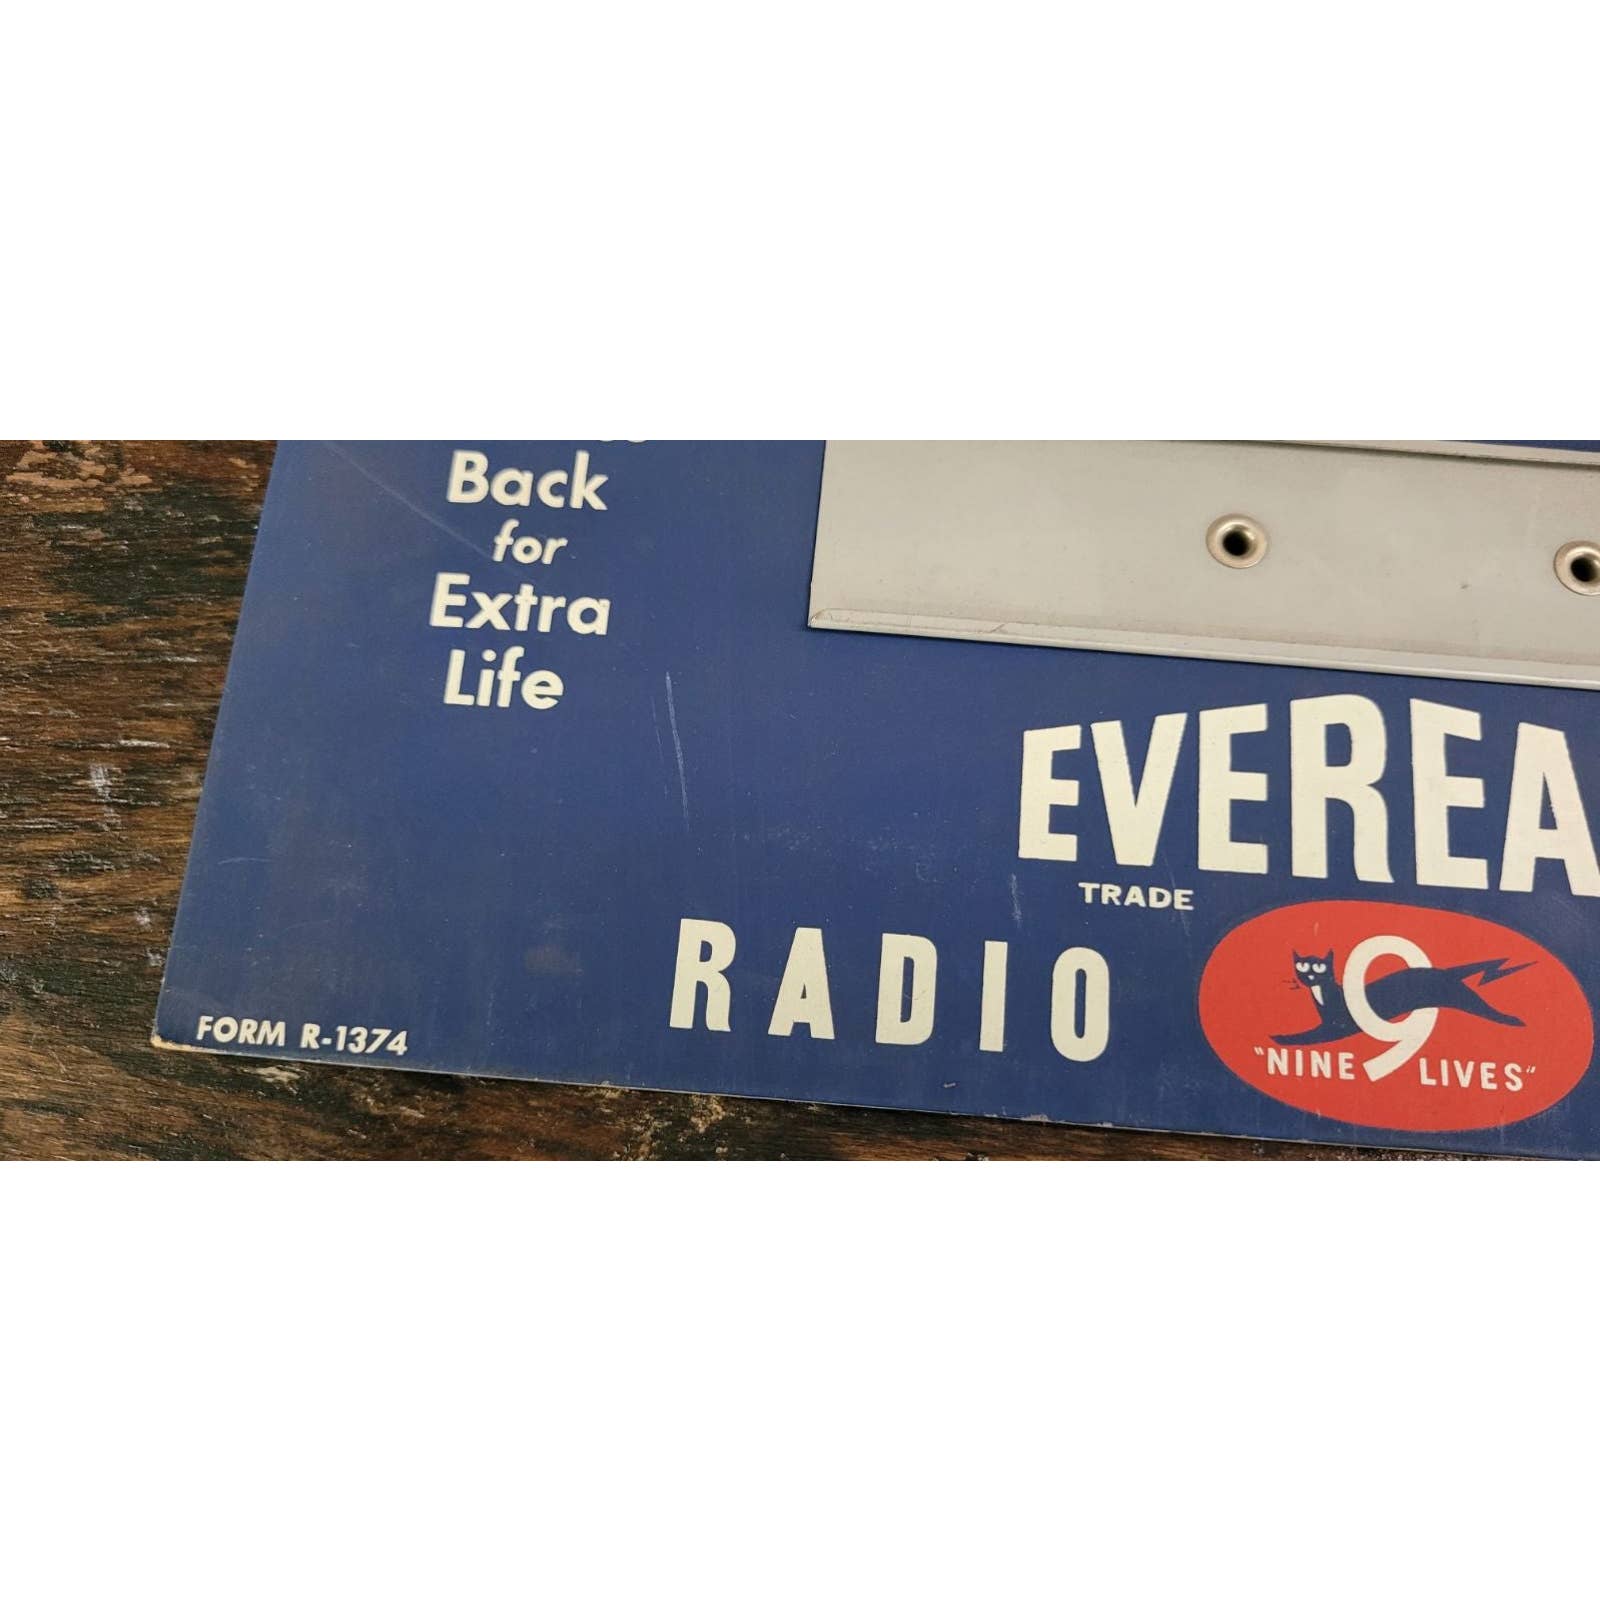 Back
for
Extra
Life
EVEREA
TRADE
RADIO
9
"NINE LIVES"
FORM R-1374